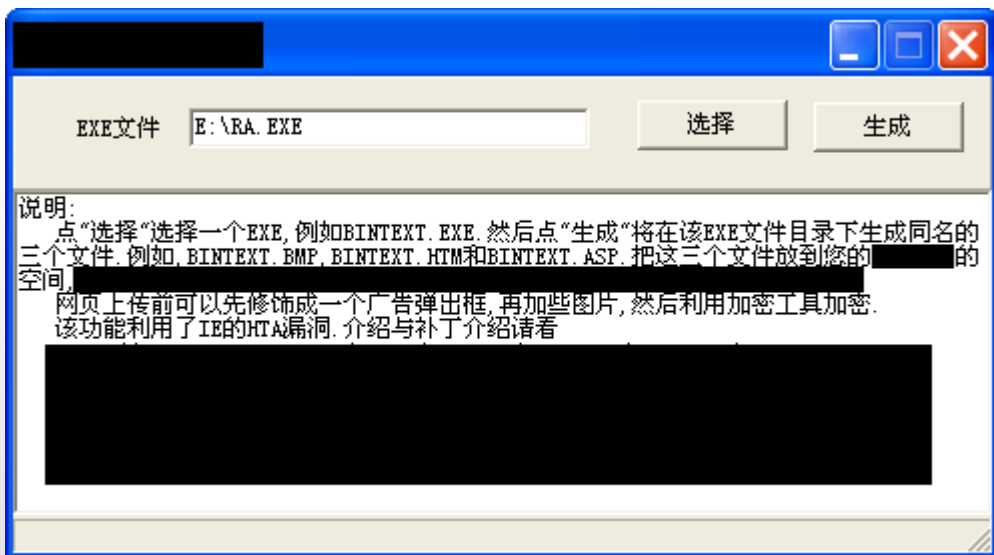 EXE文件 E:\RA.EXE 选择 生成
说明:
点"选择"选择一个EXE,例如BINTEXT.EXE.然后点"生成"将在该EXE文件目录下生成同名的
三个文件.例如,BINTEXT.BMP,BINTEXT.HTM和BINTEXT.ASP.把这三个文件放到您的 的
空间,
网页上传前可以先修饰成一个广告弹出框,再加些图片,然后利用加密工具加密.
该功能利用了IE的HTA漏洞.介绍与补丁介绍请看